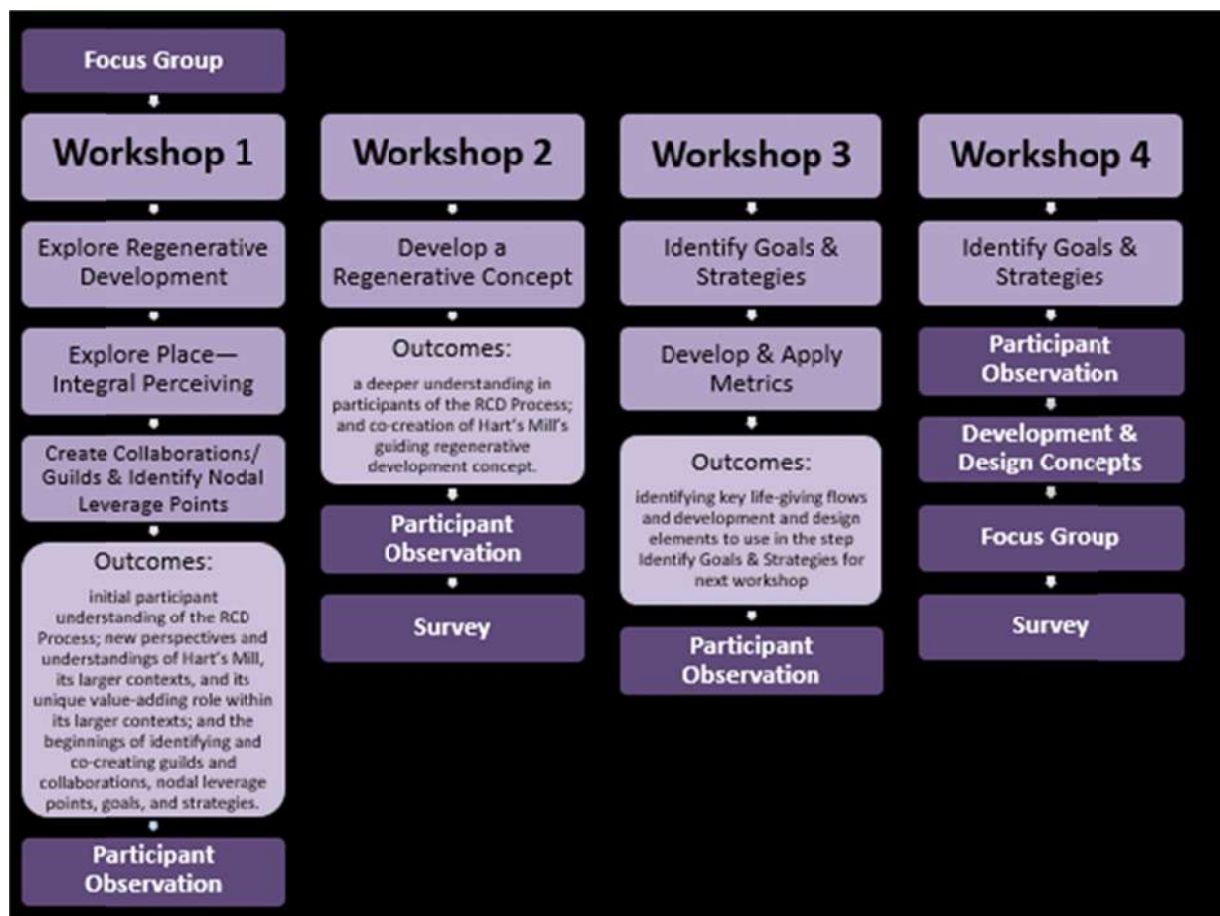 Focus Group
Workshop 1
Explore Regenerative
Development
Explore Place—
Integral Perceiving
Create Collaborations/
Guilds & Identify Nodal
Leverage Points
Outcomes:
initial participant
understanding of the RCD
Process; new perspectives and
understandings of Hart's Mill,
its larger contexts, and its
unique value-adding role within
its larger contexts; and the
beginnings of identifying and
co-creating guilds and
collaborations, nodal leverage
points, goals, and strategies.
Participant
Observation
Workshop 2
Develop a
Regenerative Concept
Outcomes:
a deeper understanding in
participants of the RCD Process;
and co-creation of Hart's Mill's
guiding regenerative
development concept.
Participant
Observation
Survey
Workshop 3
Identify Goals &
Strategies
Develop & Apply
Metrics
Outcomes:
identifying key life-giving flows
and development and design
elements to use in the step
Identify Goals & Strategies for
next workshop
Participant
Observation
Workshop 4
Identify Goals &
Strategies
Participant
Observation
Development &
Design Concepts
Focus Group
Survey